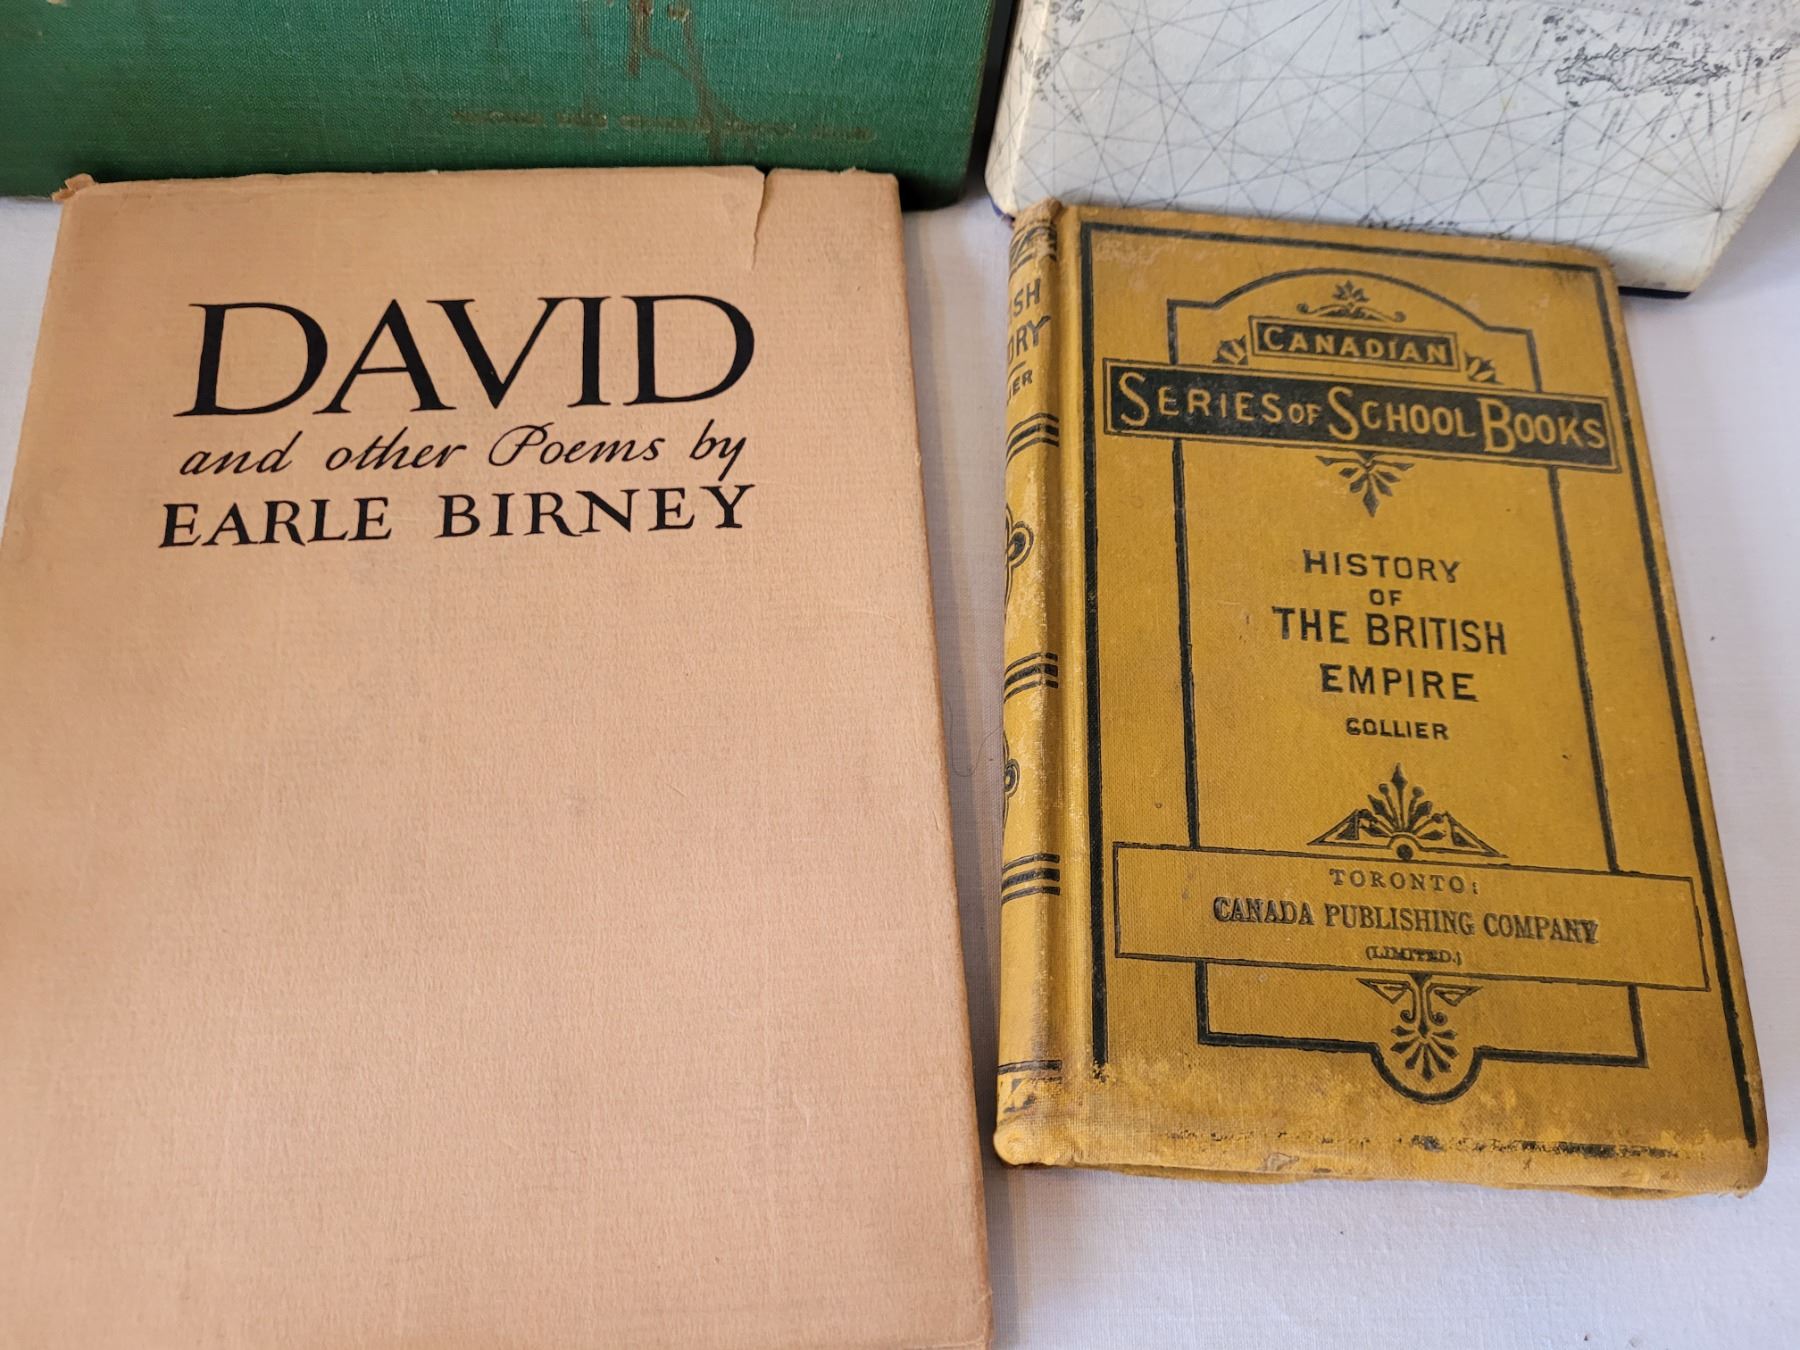 DAVID
and other Poems by
EARLE BIRNEY
CANADIAN
SERIES OF SCHOOL BOOKS
HISTORY
OF
THE BRITISH
EMPIRE
COLLIER
TORONTO:
CANADA PUBLISHING COMPANY
(LIMITED.)